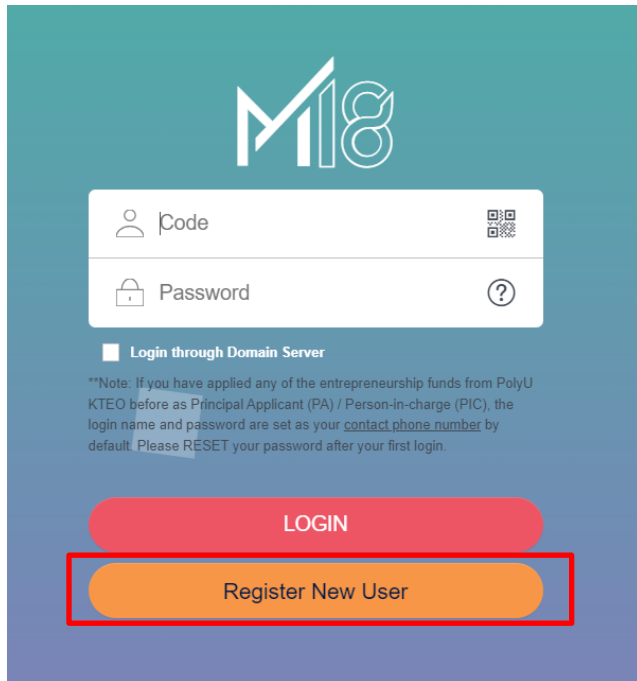 M18
Code
Password
?
Login through Domain Server
**Note: If you have applied any of the entrepreneurship funds from PolyU
KTEO before as Principal Applicant (PA) / Person-in-charge (PIC), the
login name and password are set as your contact phone number by
default. Please RESET your password after your first login.
LOGIN
Register New User